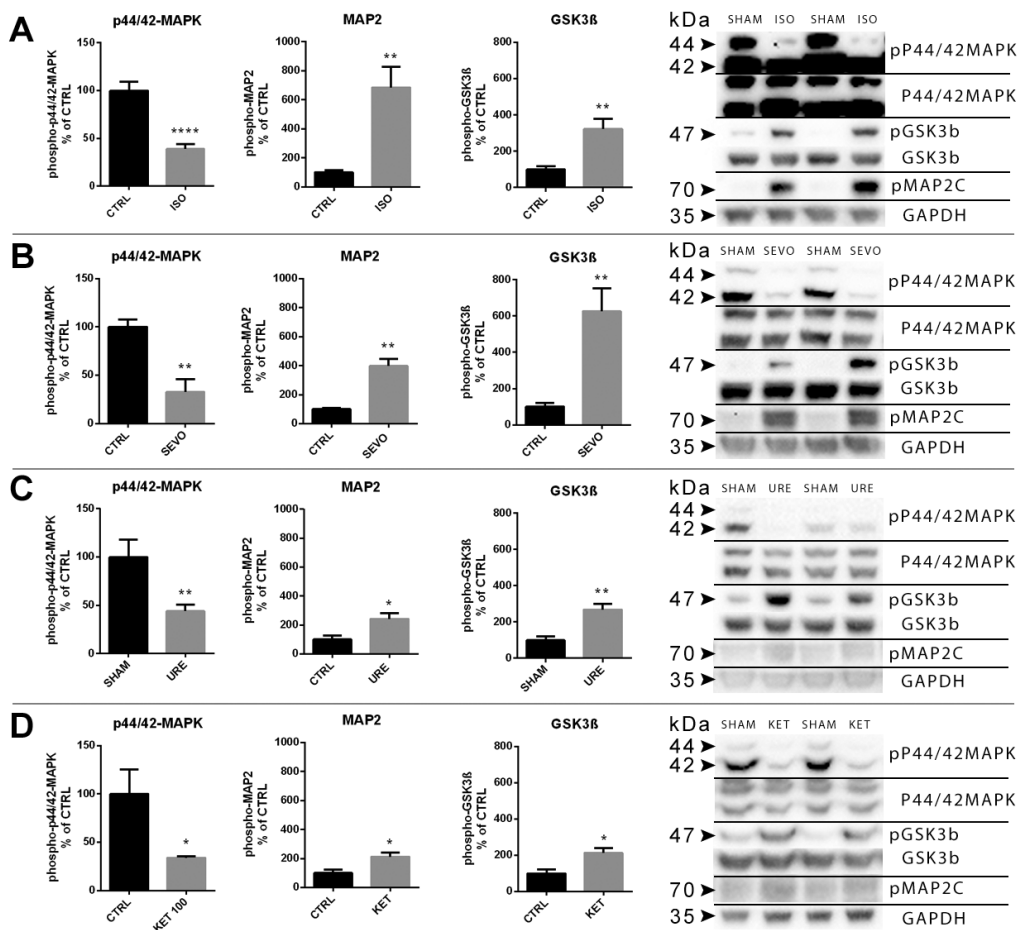 A
p44/42-MAPK
phospho-p44/42-MAPK
% of CTRL
150
100
50
0
CTRL
ISO
****
MAP2
phospho-MAP2
% of CTRL
1000
800
600
400
200
0
CTRL
ISO
**
GSK3ß
phospho-GSK3ß
% of CTRL
800
600
400
200
0
CTRL
ISO
**
kDa SHAM ISO SHAM ISO
44 pP44/42MAPK
42
P44/42MAPK
47 pGSK3b
GSK3b
70 pMAP2C
35 GAPDH
B
p44/42-MAPK
phospho-p44/42-MAPK
% of CTRL
150
100
50
0
CTRL
SEVO
**
MAP2
phospho-MAP2
% of CTRL
1000
800
600
400
200
0
CTRL
SEVO
**
GSK3ß
phospho-GSK3ß
% of CTRL
800
600
400
200
0
CTRL
SEVO
**
kDa SHAM SEVO SHAM SEVO
44 pP44/42MAPK
42
P44/42MAPK
47 pGSK3b
GSK3b
70 pMAP2C
35 GAPDH
C
p44/42-MAPK
phospho-p44/42-MAPK
% of CTRL
150
100
50
0
SHAM
URE
**
MAP2
phospho-MAP2
% of CTRL
1000
800
600
400
200
0
CTRL
URE
*
GSK3ß
phospho-GSK3ß
% of CTRL
800
600
400
200
0
SHAM
URE
**
kDa SHAM URE SHAM URE
44 pP44/42MAPK
42
P44/42MAPK
47 pGSK3b
GSK3b
70 pMAP2C
35 GAPDH
D
p44/42-MAPK
phospho-p44/42-MAPK
% of CTRL
150
100
50
0
CTRL
KET 100
*
MAP2
phospho-MAP2
% of CTRL
1000
800
600
400
200
0
CTRL
KET
*
GSK3ß
phospho-GSK3ß
% of CTRL
800
600
400
200
0
CTRL
KET
*
kDa SHAM KET SHAM KET
44 pP44/42MAPK
42
P44/42MAPK
47 pGSK3b
GSK3b
70 pMAP2C
35 GAPDH